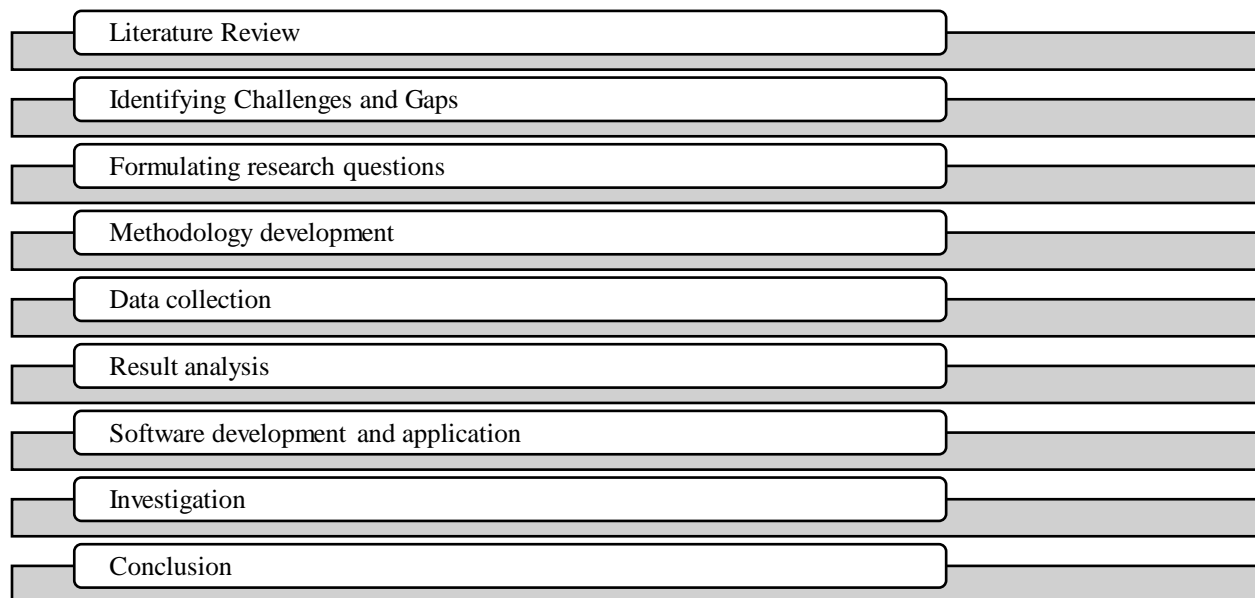 Literature Review
Identifying Challenges and Gaps
Formulating research questions
Methodology development
Data collection
Result analysis
Software development and application
Investigation
Conclusion